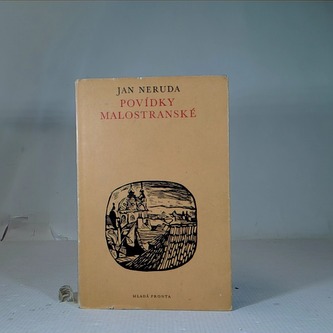 JAN NERUDA
POVÍDKY
MALOSTRANSKÉ
MLADÁ FRONTA